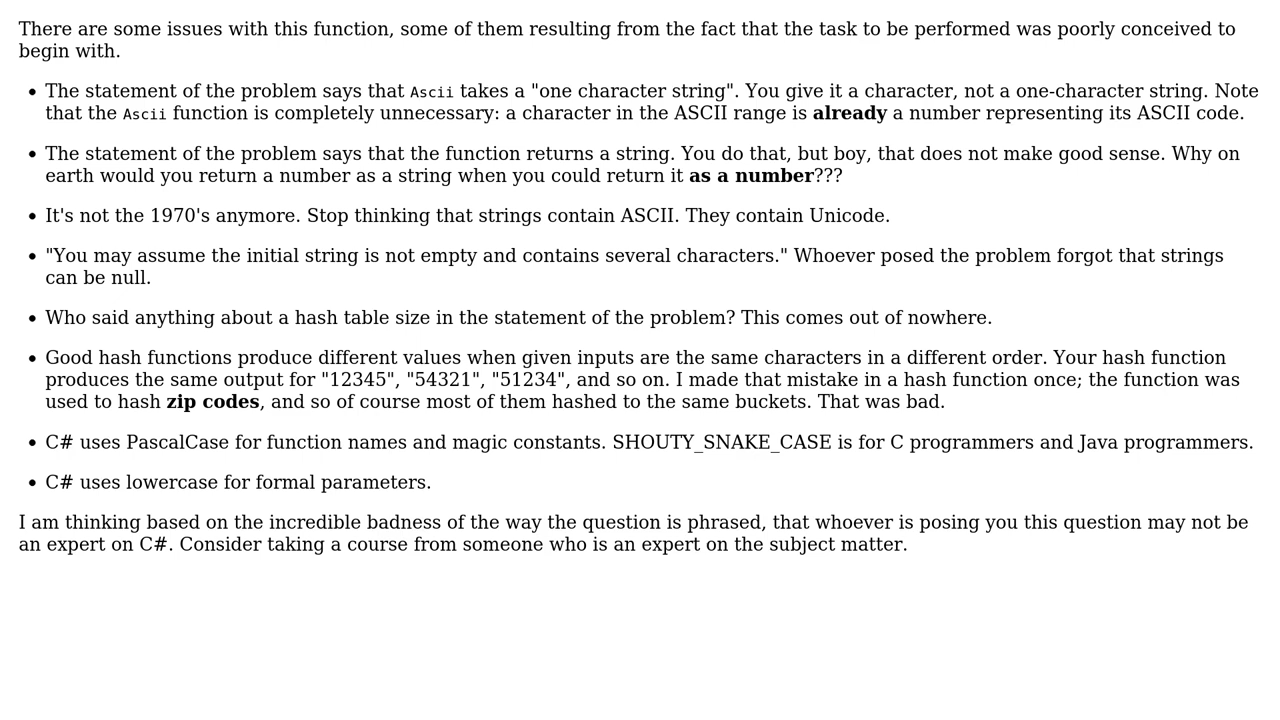 There are some issues with this function, some of them resulting from the fact that the task to be performed was poorly conceived to
begin with.
• The statement of the problem says that Ascii takes a "one character string". You give it a character, not a one-character string. Note
that the Ascii function is completely unnecessary: a character in the ASCII range is already a number representing its ASCII code.
• The statement of the problem says that the function returns a string. You do that, but boy, that does not make good sense. Why on
earth would you return a number as a string when you could return it as a number???
• It's not the 1970's anymore. Stop thinking that strings contain ASCII. They contain Unicode.
• "You may assume the initial string is not empty and contains several characters." Whoever posed the problem forgot that strings
can be null.
• Who said anything about a hash table size in the statement of the problem? This comes out of nowhere.
• Good hash functions produce different values when given inputs are the same characters in a different order. Your hash function
produces the same output for "12345", "54321", "51234", and so on. I made that mistake in a hash function once; the function was
used to hash zip codes, and so of course most of them hashed to the same buckets. That was bad.
• C# uses PascalCase for function names and magic constants. SHOUTY_SNAKE_CASE is for C programmers and Java programmers.
• C# uses lowercase for formal parameters.
I am thinking based on the incredible badness of the way the question is phrased, that whoever is posing you this question may not be
an expert on C#. Consider taking a course from someone who is an expert on the subject matter.